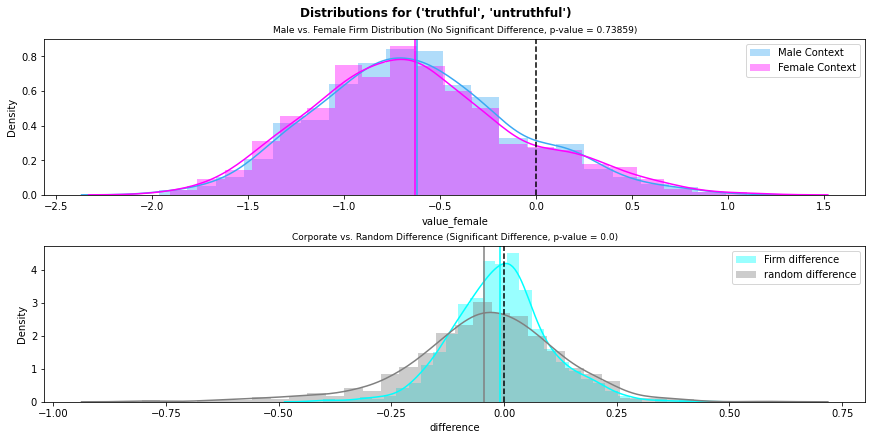 Distributions for ('truthful', 'untruthful')
Male vs. Female Firm Distribution (No Significant Difference, p-value = 0.73859)
Density
0.8
0.6
0.4
0.2
0.0
Male Context
Female Context
−2.5 −2.0 −1.5 −1.0 −0.5 0.0 0.5 1.0 1.5
value_female
Corporate vs. Random Difference (Significant Difference, p-value = 0.0)
Density
4
3
2
1
0
Firm difference
random difference
−1.00 −0.75 −0.50 −0.25 0.00 0.25 0.50 0.75
difference